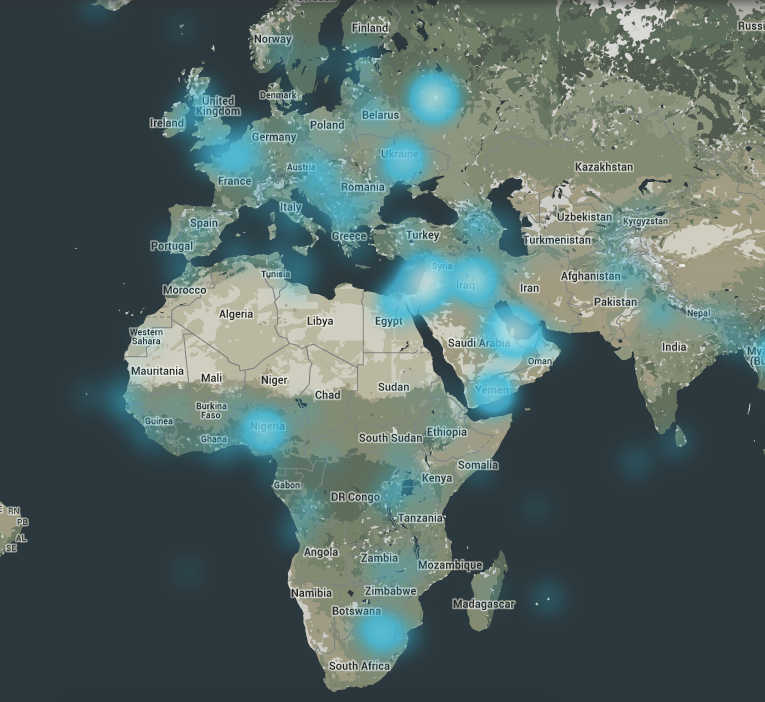 Norway
Finland
Russ
Denmark
United
Kingdom
Ireland
Belarus
Poland
Germany
Ukraine
Kazakhstan
Austria
France
Romania
Italy
Uzbekistan
Kyrgyzstan
Spain
Greece
Turkey
Turkmenistan
Portugal
Syria
Tunisia
Afghanistan
Iraq
Iran
Morocco
Pakistan
Algeria
Libya
Egypt
Nepal
Western
Sahara
Saudi Arabia
India
My
(Bu
Oman
Mauritania
Mali
Niger
Chad
Sudan
Yemen
Burkina
Faso
Guinea
Ghana
Nigeria
South Sudan
Ethiopia
Somalia
Gabon
Kenya
DR Congo
RN
PB
AL
SE
Tanzania
Angola
Zambia
Mozambique
Namibia
Zimbabwe
Botswana
Madagascar
South Africa